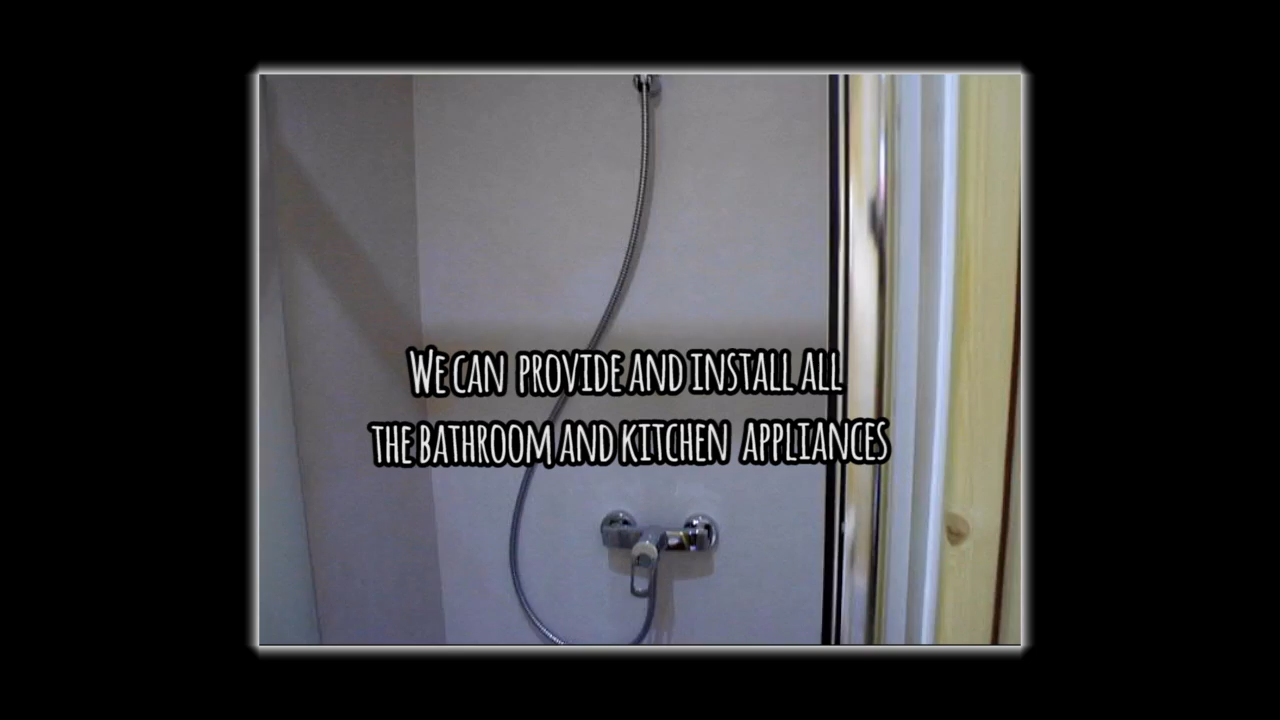 We can provide and install all
the bathroom and kitchen appliances